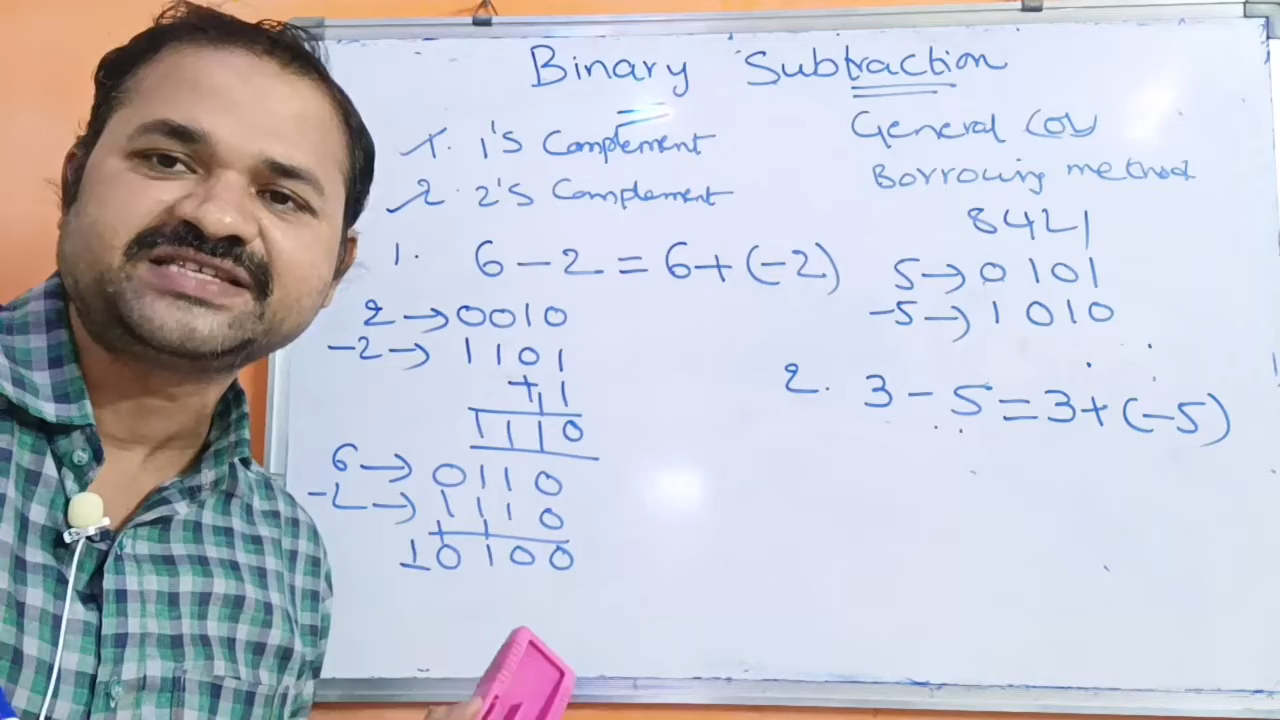 Binary Subtraction
1. 1's Complement
2. 2's Complement
1. 6 - 2 = 6 + (-2)
2 → 0010
-2 → 1101
+1
1110
6 → 0110
-2 → 1110
10100
General (or)
Borrowing method
8421
5 → 0101
-5 → 1010
2. 3 - 5 = 3 + (-5)